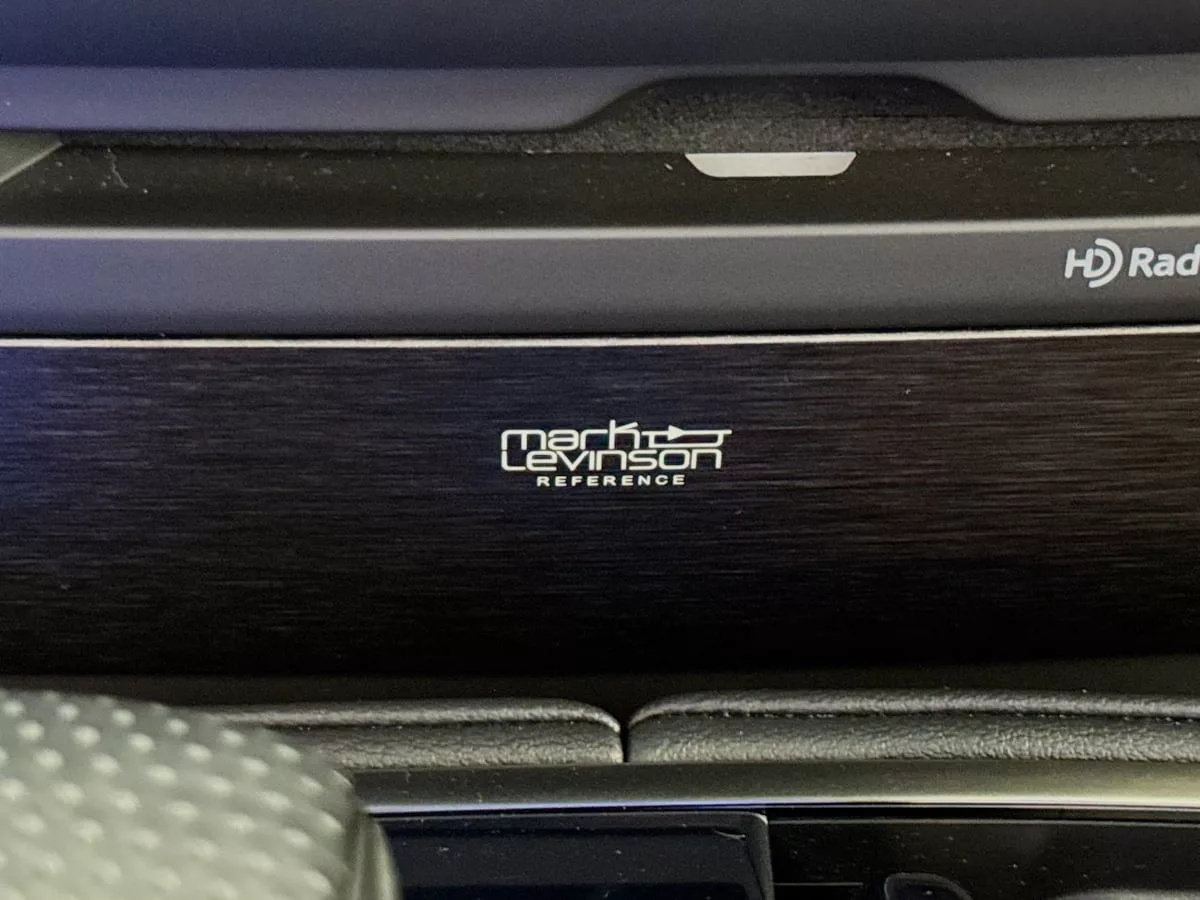 HD Rad
mark
Levinson
REFERENCE